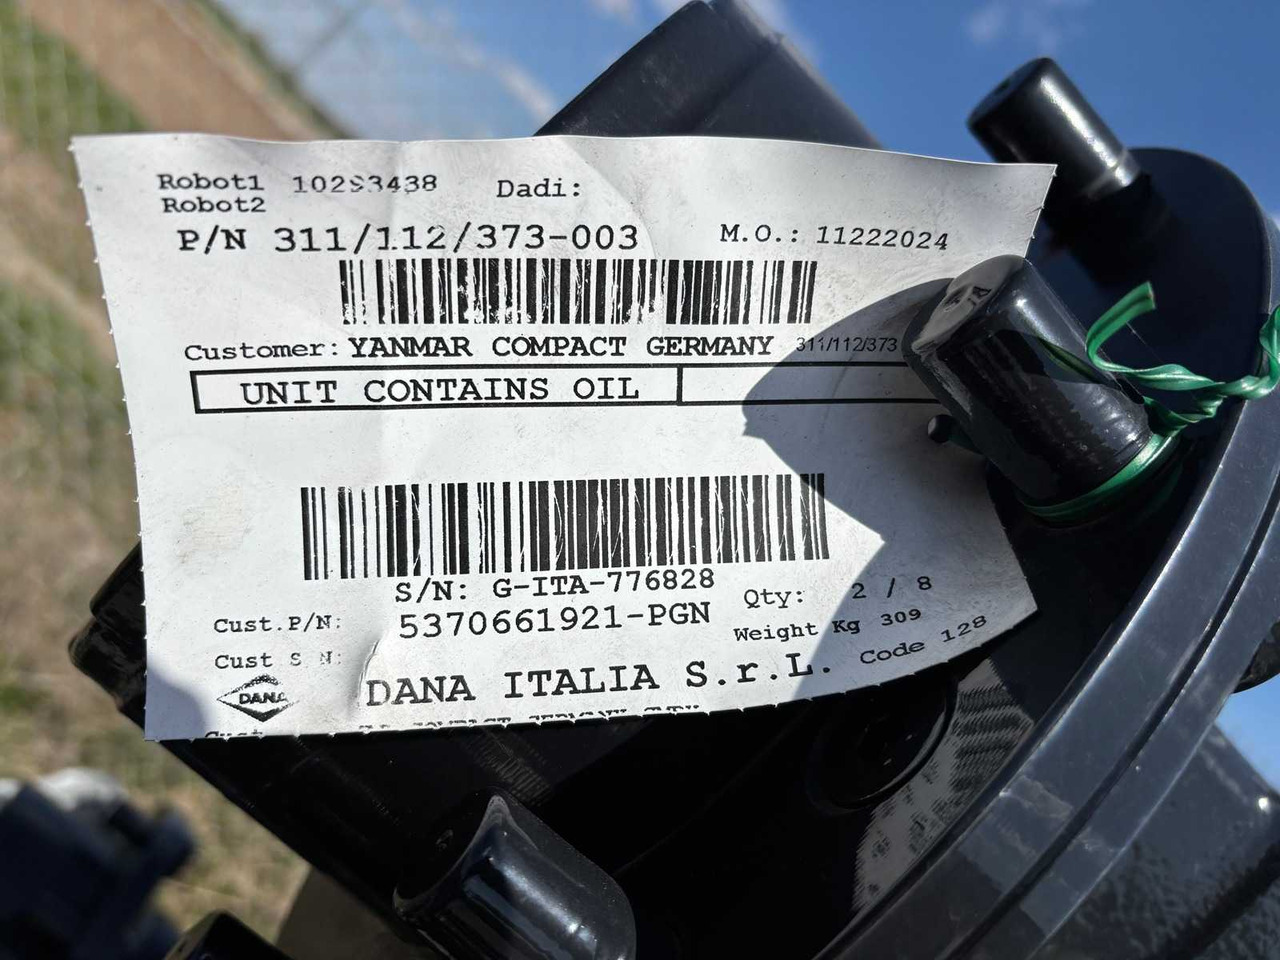 Robot1 10293438 Dadi:
Robot2
P/N 311/112/373-003 M.O.: 11222024
Customer: YANMAR COMPACT GERMANY 311/112/373
UNIT CONTAINS OIL
S/N: G-ITA-776828
Qty: 2 / 8
Cust.P/N: 5370661921-PGN
Weight Kg 309
Cust S N:
Code 128
DANA
DANA ITALIA S.r.L.